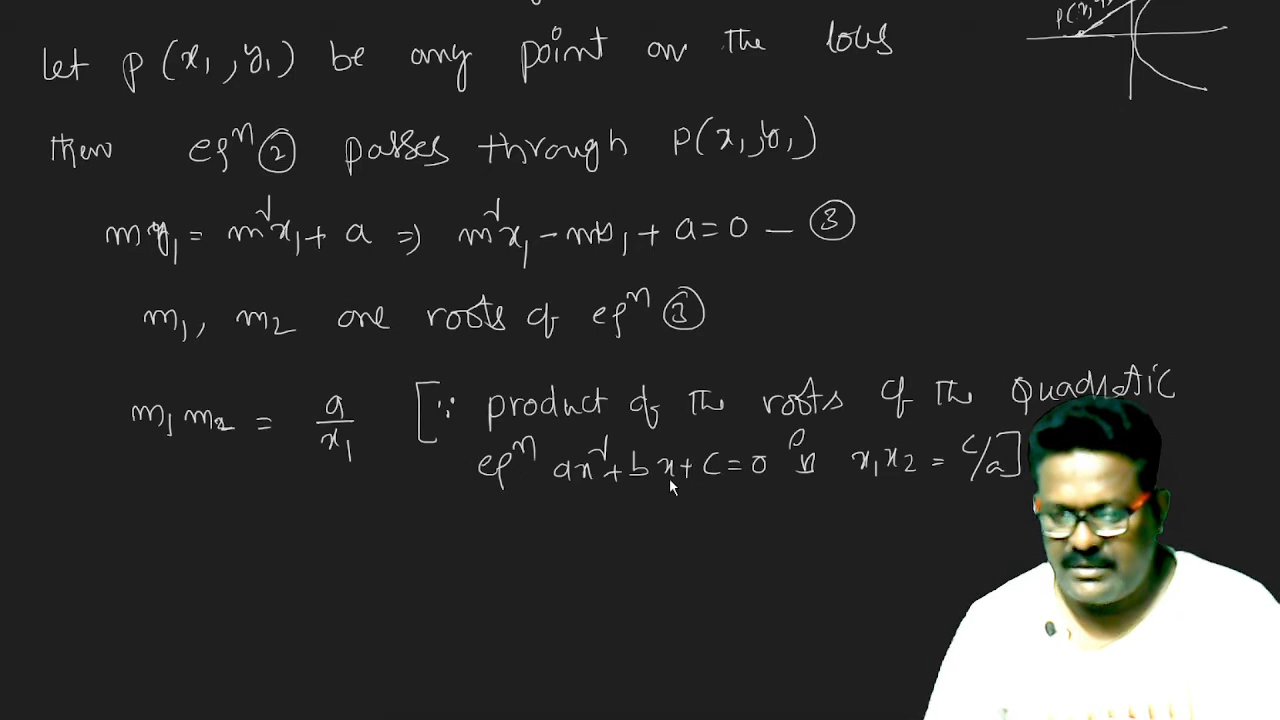 let P(x₁, y₁) be any point on the locus
P(x, y)
then eqⁿ ② passes through P(x₁, y₁)
my₁ = m²x₁ + a ⇒ m²x₁ - my₁ + a = 0 — ③
m₁, m₂ are roots of eqⁿ ③
m₁m₂ = a/x₁ [∵ product of the roots of the quadratic
eqⁿ ax² + bx + c = 0 is x₁x₂ = c/a]